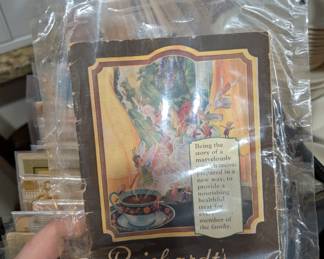 Being the
story of a
marvelously
prepared in a
new way, to
provide a
nourishing
healthful
treat for
every
member of
the family.